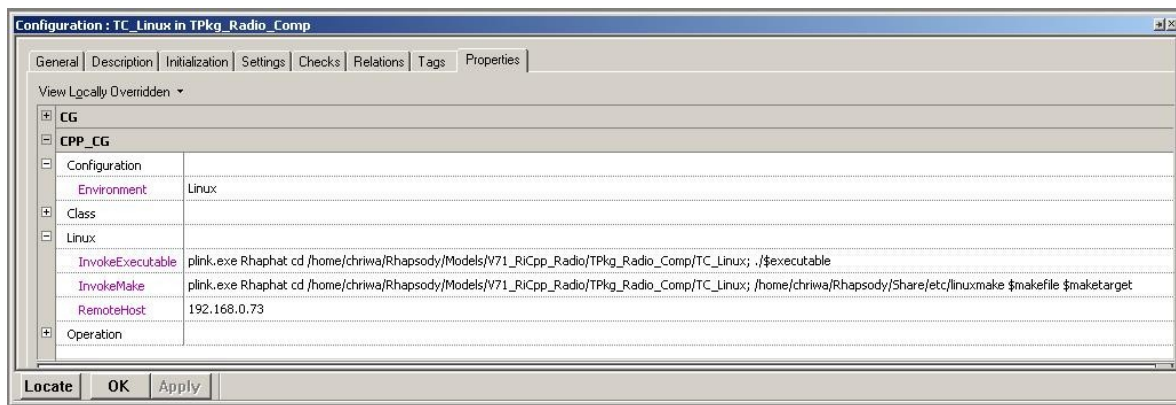 Configuration : TC_Linux in TPkg_Radio_Comp
General Description Initialization Settings Checks Relations Tags Properties
View Locally Overridden
CG
CPP_CG
Configuration
Environment Linux
Class
Linux
InvokeExecutable plink.exe Rhaphat cd /home/chriwa/Rhapsody/Models/V71_RiCpp_Radio/TPkg_Radio_Comp/TC_Linux; ./$executable
InvokeMake plink.exe Rhaphat cd /home/chriwa/Rhapsody/Models/V71_RiCpp_Radio/TPkg_Radio_Comp/TC_Linux; /home/chriwa/Rhapsody/Share/etc/linuxmake $makefile $maketarget
RemoteHost 192.168.0.73
Operation
Locate OK Apply